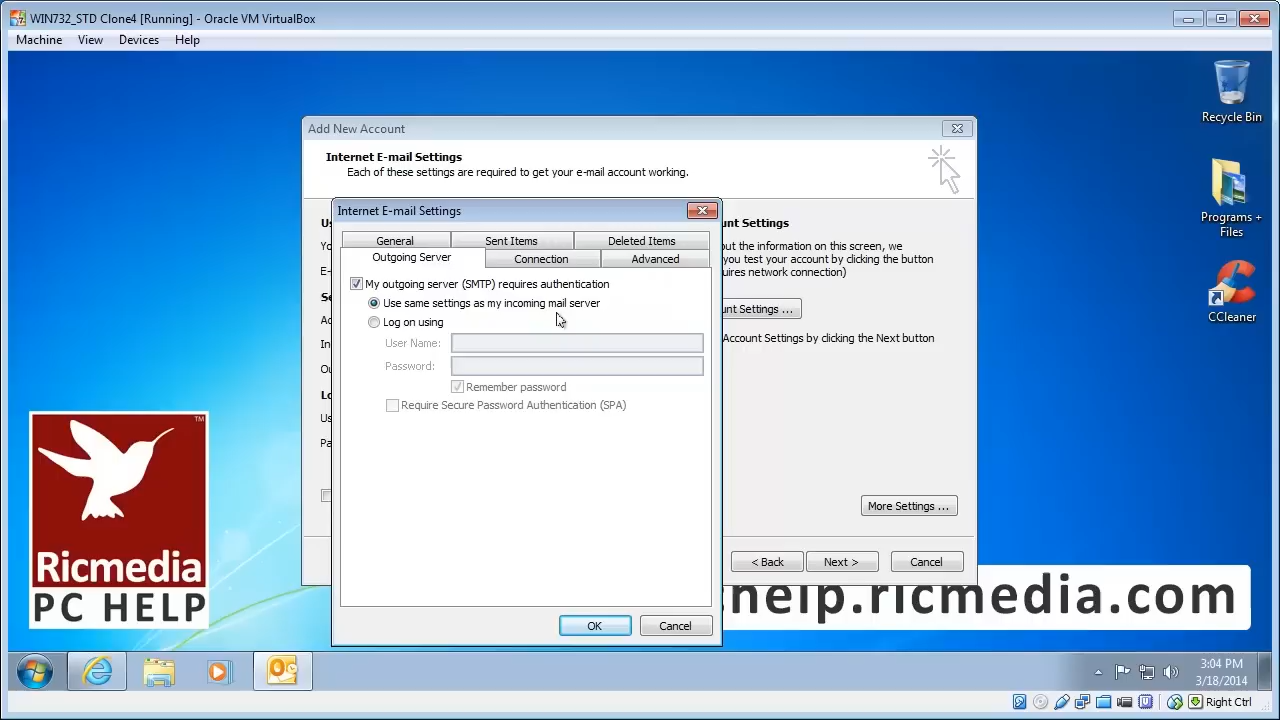 WIN732_STD Clone4 [Running] - Oracle VM VirtualBox
Machine View Devices Help
Recycle Bin
Programs +
Files
CCleaner
Add New Account
Internet E-mail Settings
Each of these settings are required to get your e-mail account working.
unt Settings
out the information on this screen, we
you test your account by clicking the button
uires network connection)
unt Settings ...
Account Settings by clicking the Next button
More Settings ...
< Back Next > Cancel
Internet E-mail Settings
General Sent Items Deleted Items
Outgoing Server Connection Advanced
My outgoing server (SMTP) requires authentication
Use same settings as my incoming mail server
Log on using
User Name:
Password:
Remember password
Require Secure Password Authentication (SPA)
OK Cancel
TM
Ricmedia
PC HELP
help.ricmedia.com
3:04 PM
3/18/2014
Right Ctrl